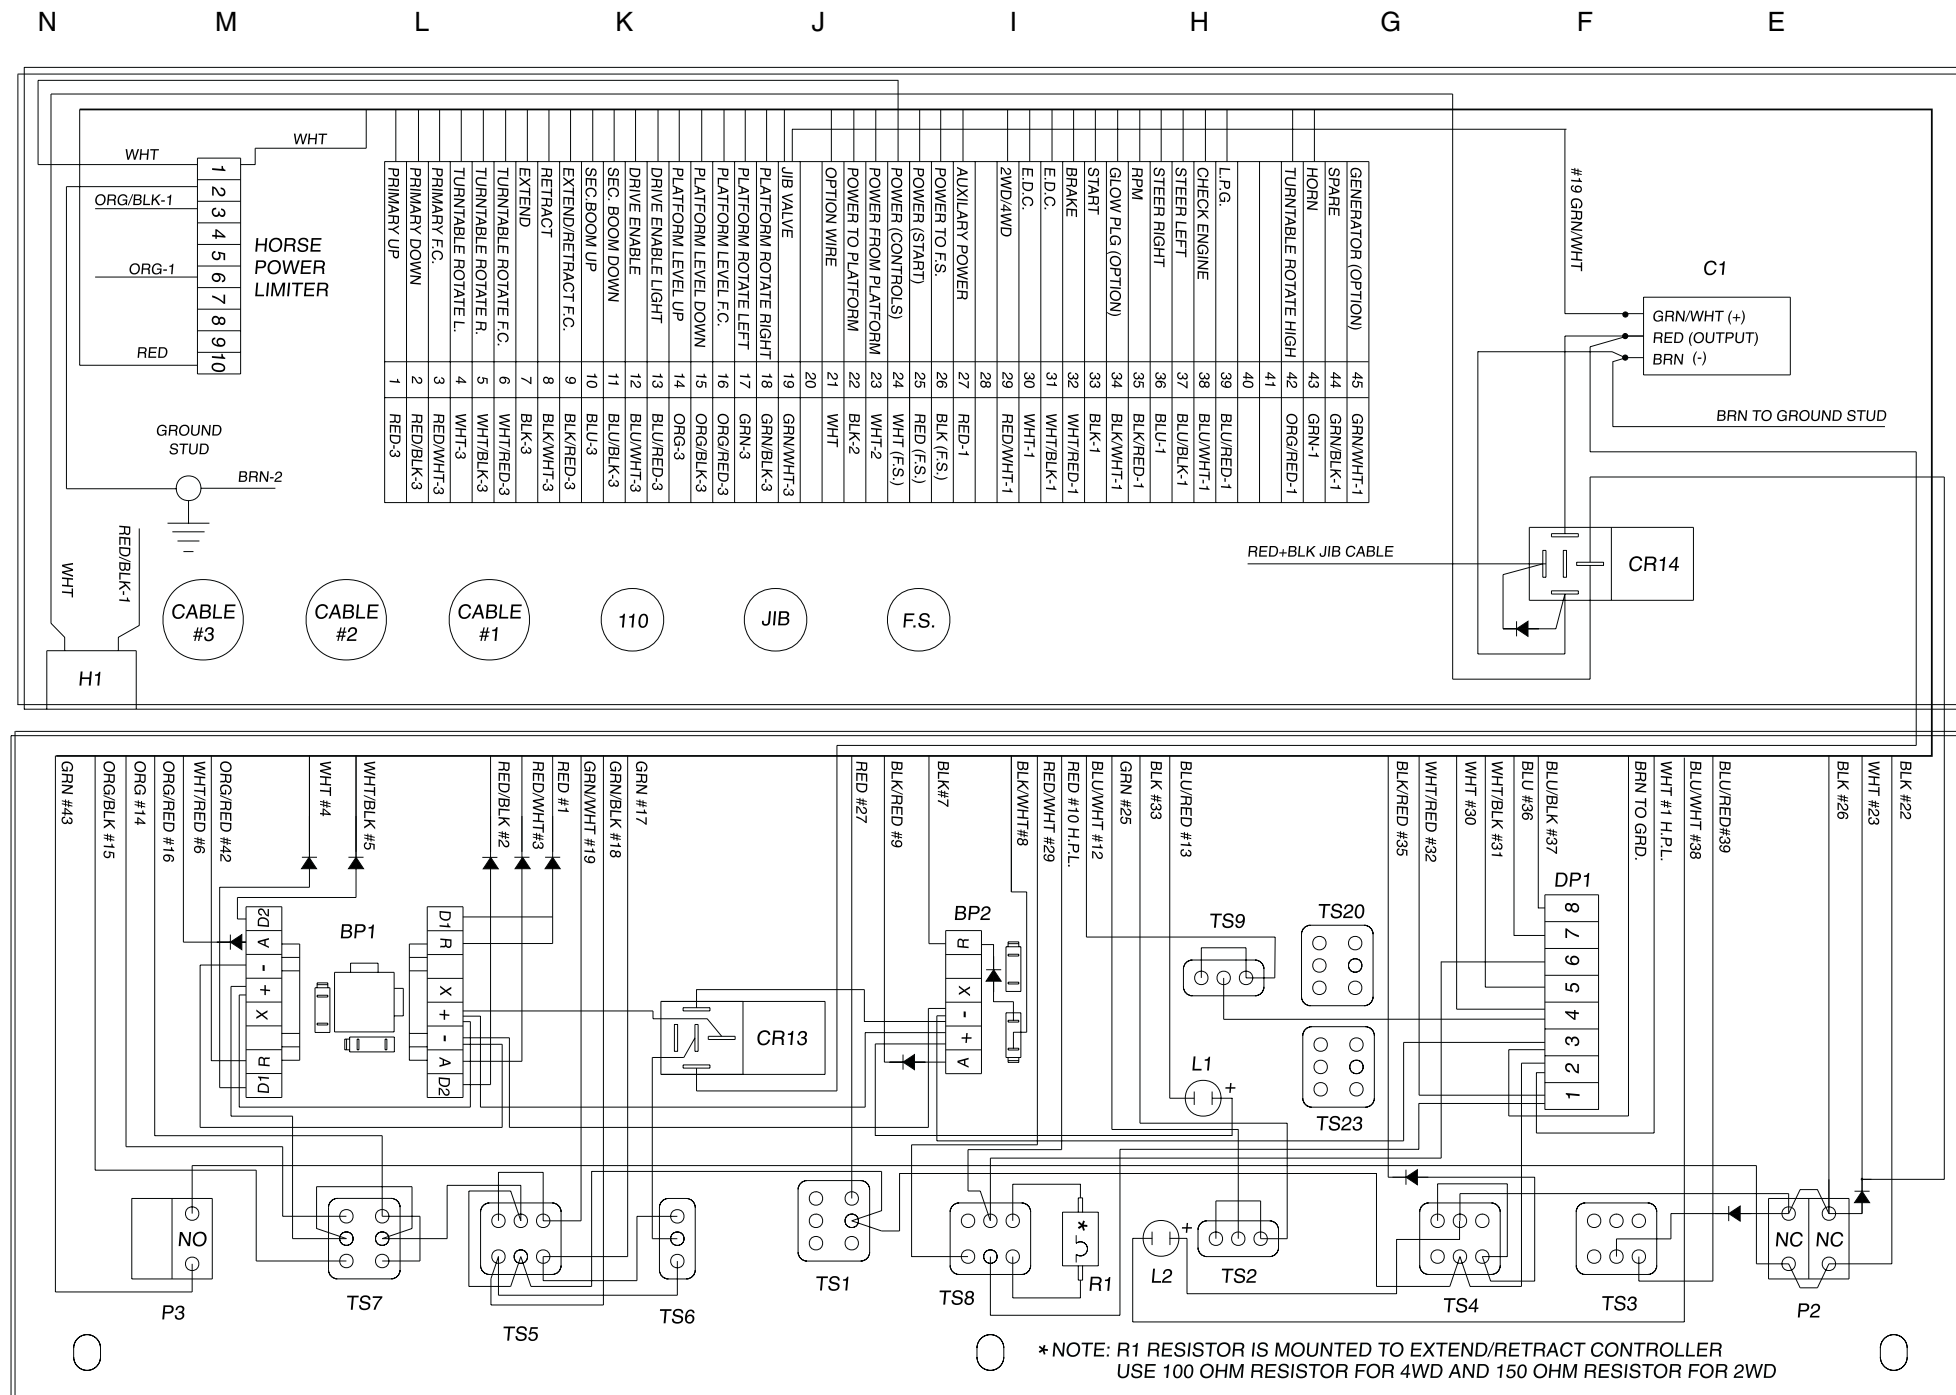 N M L K J I H G F E
WHT
WHT
1
2
3
4
5
6
7
8
9
10
ORG/BLK-1
ORG-1
RED
HORSE
POWER
LIMITER
GROUND
STUD
BRN-2
RED/BLK-1
WHT
H1
CABLE
#3
CABLE
#2
CABLE
#1
110
JIB
F.S.
PRIMARY UP 1 RED-3
PRIMARY DOWN 2 RED/BLK-3
PRIMARY F.C. 3 RED/WHT-3
TURNTABLE ROTATE L. 4 WHT-3
TURNTABLE ROTATE R. 5 WHT/BLK-3
TURNTABLE ROTATE F.C. 6 WHT/RED-3
EXTEND 7 BLK-3
RETRACT 8 BLK/WHT-3
EXTEND/RETRACT F.C. 9 BLK/RED-3
SEC.BOOM UP 10 BLU-3
SEC. BOOM DOWN 11 BLU/BLK-3
DRIVE ENABLE 12 BLU/WHT-3
DRIVE ENABLE LIGHT 13 BLU/RED-3
PLATFORM LEVEL UP 14 ORG-3
PLATFORM LEVEL DOWN 15 ORG/BLK-3
PLATFORM LEVEL F.C. 16 ORG/RED-3
PLATFORM ROTATE LEFT 17 GRN-3
PLATFORM ROTATE RIGHT 18 GRN/BLK-3
JIB VALVE 19 GRN/WHT-3
20
OPTION WIRE 21 WHT
POWER TO PLATFORM 22 BLK-2
POWER FROM PLATFORM 23 WHT-2
POWER (CONTROLS) 24 WHT (F.S.)
POWER (START) 25 RED (F.S.)
POWER TO F.S. 26 BLK (F.S.)
AUXILARY POWER 27 RED-1
28
2WD/4WD 29 RED/WHT-1
E.D.C. 30 WHT-1
E.D.C. 31 WHT/BLK-1
BRAKE 32 WHT/RED-1
START 33 BLK-1
GLOW PLG (OPTION) 34 BLK/WHT-1
RPM 35 BLK/RED-1
STEER RIGHT 36 BLU-1
STEER LEFT 37 BLU/BLK-1
CHECK ENGINE 38 BLU/WHT-1
L.P.G. 39 BLU/RED-1
40
41
TURNTABLE ROTATE HIGH 42 ORG/RED-1
HORN 43 GRN-1
SPARE 44 GRN/BLK-1
GENERATOR (OPTION) 45 GRN/WHT-1
#19 GRN/WHT
C1
GRN/WHT (+)
RED (OUTPUT)
BRN (-)
BRN TO GROUND STUD
RED+BLK JIB CABLE
CR14
GRN #43
ORG/BLK #15
ORG #14
ORG/RED #16
WHT/RED #6
ORG/RED #42
WHT #4
WHT/BLK #5
RED/BLK #2
RED/WHT#3
RED #1
GRN/WHT #19
GRN/BLK #18
GRN #17
RED #27
BLK/RED #9
BLK#7
BLK/WHT#8
RED/WHT #29
RED #10 H.P.L.
BLU/WHT #12
GRN #25
BLK #33
BLU/RED #13
BLK/RED #35
WHT/RED #32
WHT #30
WHT/BLK #31
BLU #36
BLU/BLK #37
BRN TO GRD.
WHT #1 H.P.L.
BLU/WHT #38
BLU/RED#39
BLK #26
WHT #23
BLK #22
D2
A
-
+
X
R
D1
BP1
D1
R
X
+
-
A
D2
CR13
BP2
R
X
-
+
A
TS9
TS20
TS23
L1
+
DP1
8
7
6
5
4
3
2
1
NO
P3
TS7
TS5
TS6
TS1
TS8
*
R1
L2
+
TS2
TS4
TS3
NC NC
P2
* NOTE: R1 RESISTOR IS MOUNTED TO EXTEND/RETRACT CONTROLLER
USE 100 OHM RESISTOR FOR 4WD AND 150 OHM RESISTOR FOR 2WD